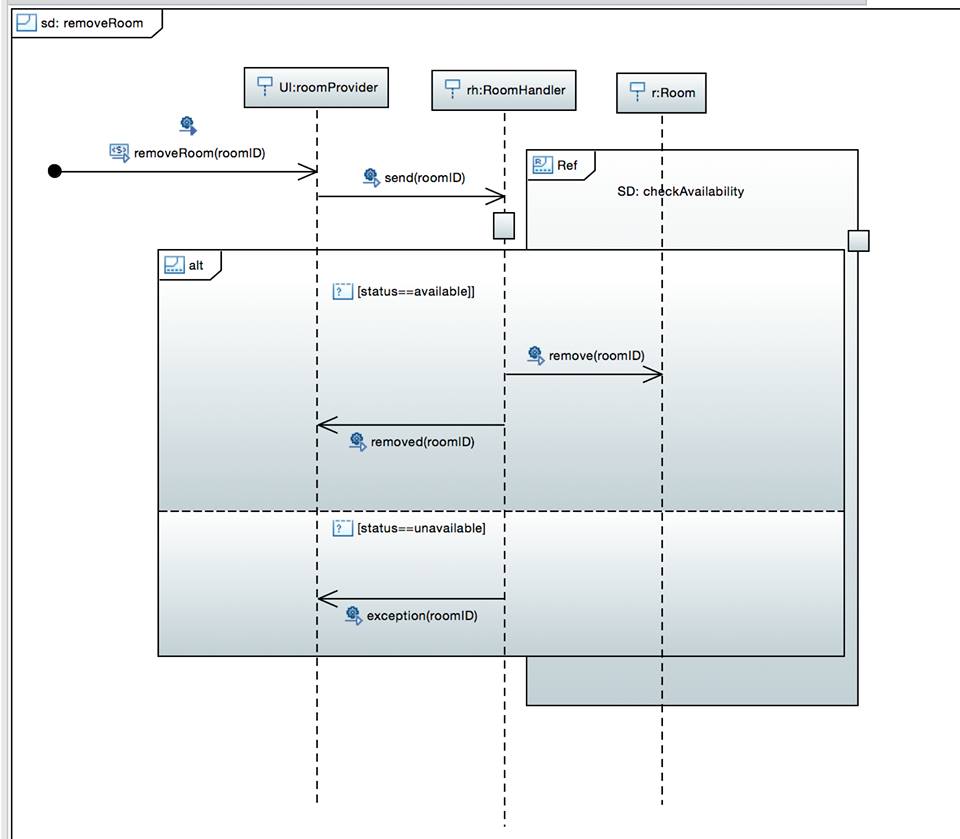 sd: removeRoom
UI:roomProvider
rh:RoomHandler
r:Room
removeRoom(roomID)
send(roomID)
Ref
SD: checkAvailability
alt
[status==available]]
remove(roomID)
removed(roomID)
[status==unavailable]
exception(roomID)